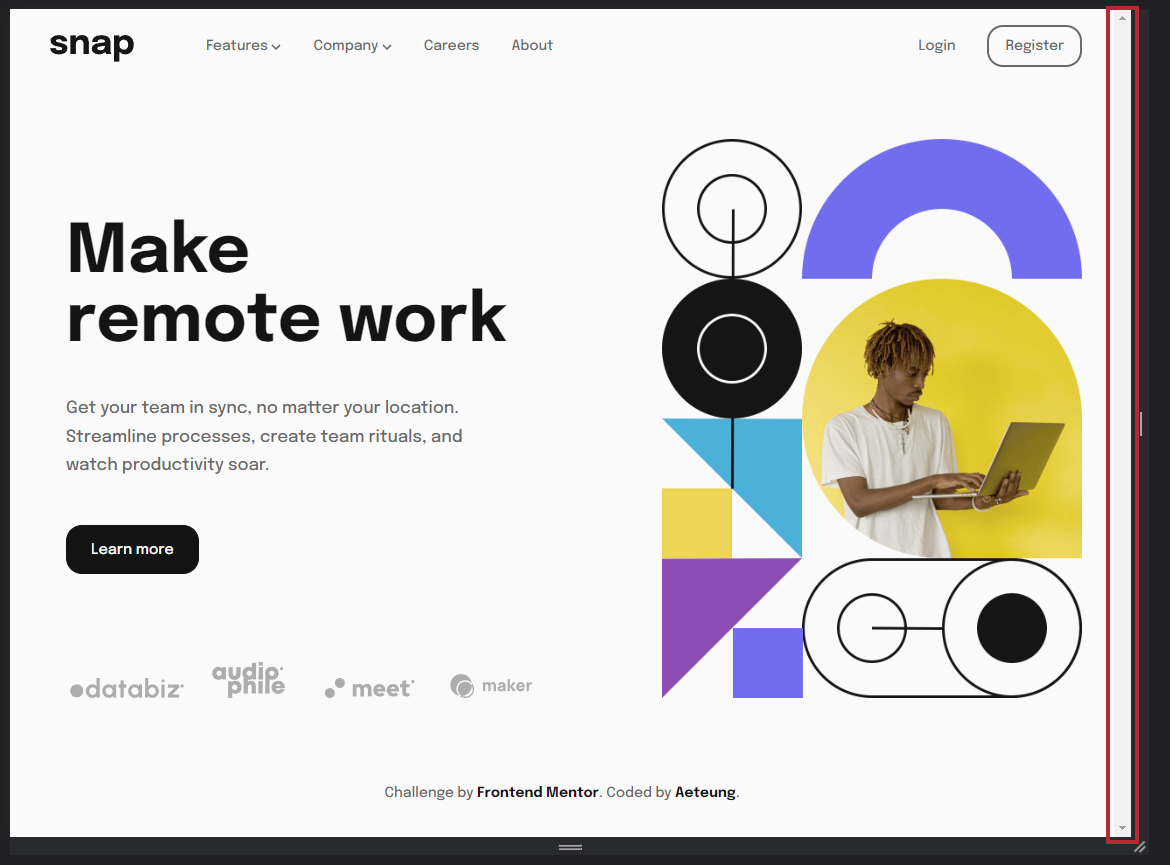 snap Features Company Careers About Login Register
Make
remote work
Get your team in sync, no matter your location.
Streamline processes, create team rituals, and
watch productivity soar.
Learn more
databiz audiophile meet maker
Challenge by Frontend Mentor. Coded by Aeteung.